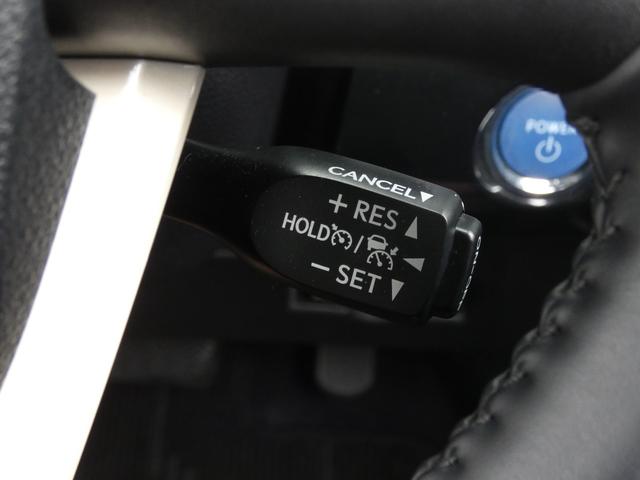 CANCEL▼
+ RES ▲
HOLD / ◀
− SET ▼
POWER